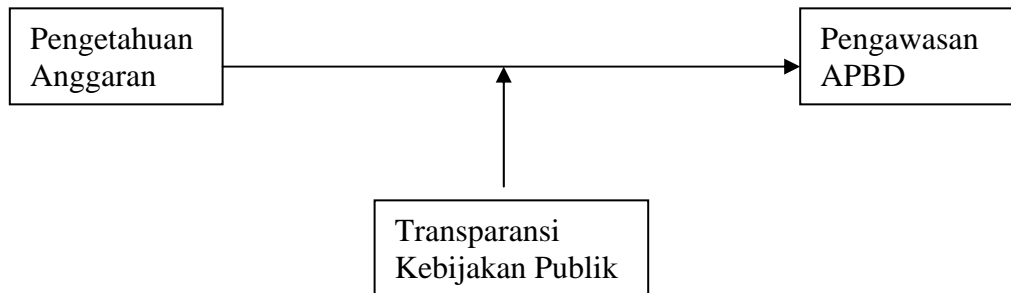 Pengetahuan
Anggaran
Pengawasan
APBD
Transparansi
Kebijakan Publik